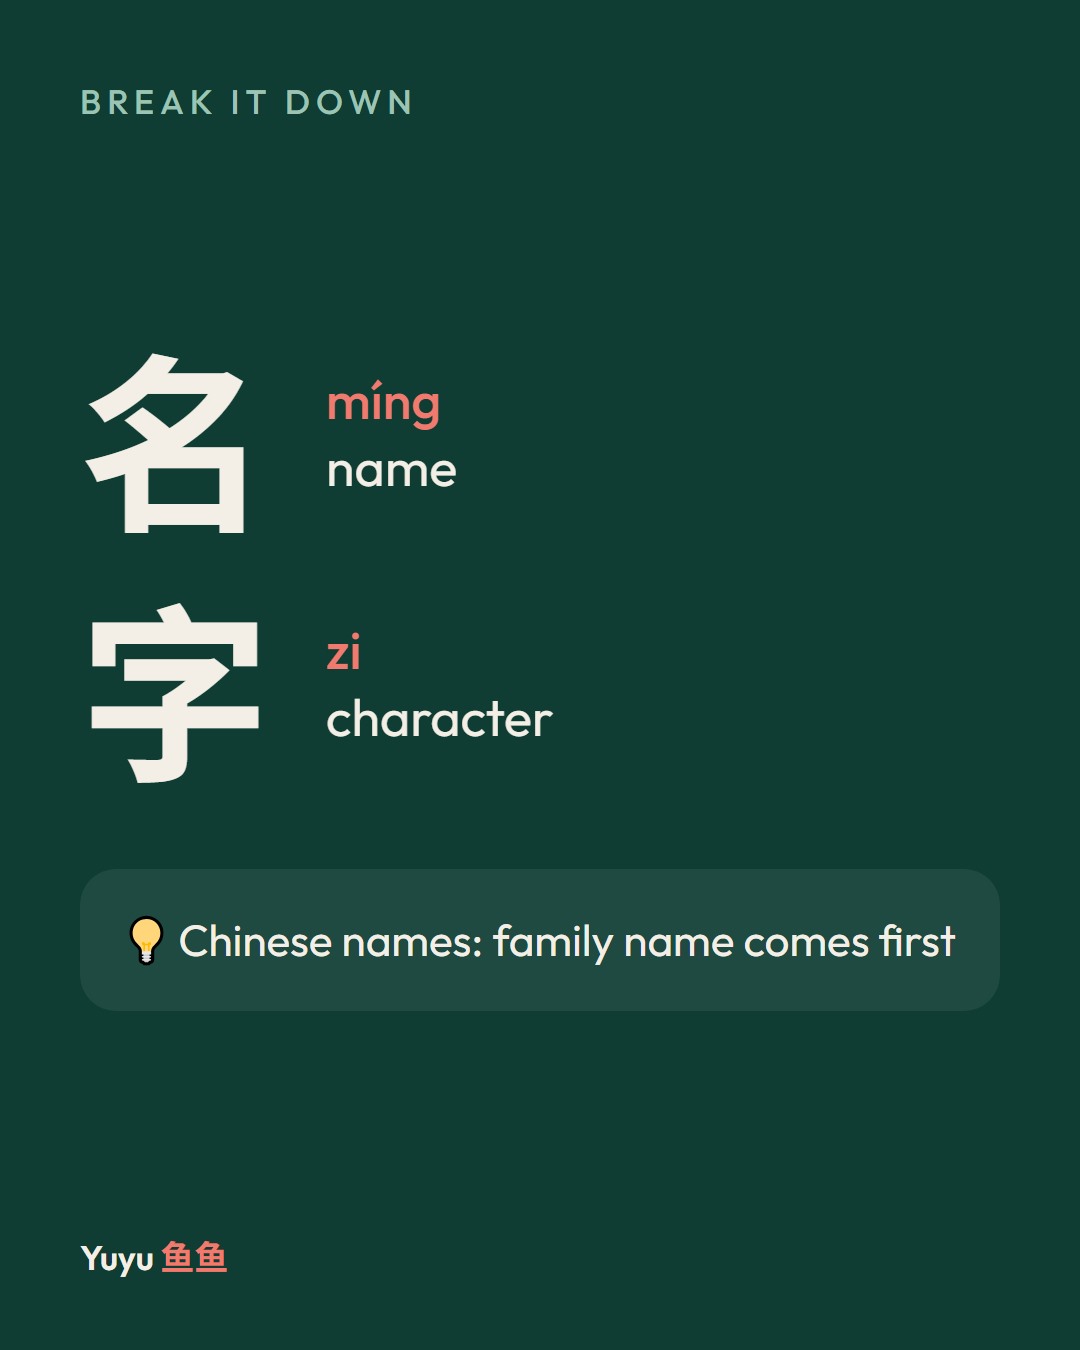 BREAK IT DOWN
名
míng
name
字
zi
character
💡 Chinese names: family name comes first
Yuyu 鱼鱼